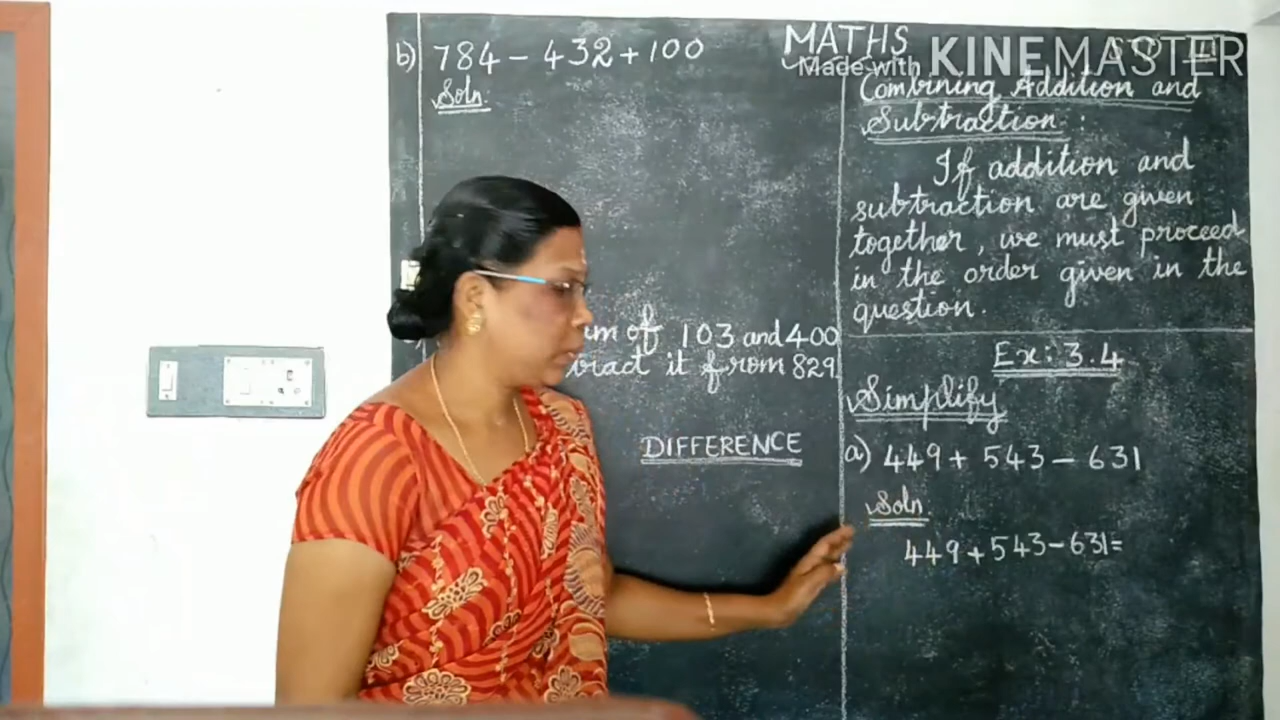 b) 784 - 432 + 100
Soln.
of 103 and 400
it from 829
DIFFERENCE
MATHS
Made with KINEMASTER
Combining Addition and
Subtraction :
If addition and
subtraction are given
together, we must proceed
in the order given in the
question.
Ex: 3.4
Simplify
a) 449 + 543 - 631
Soln.
449 + 543 - 631 =